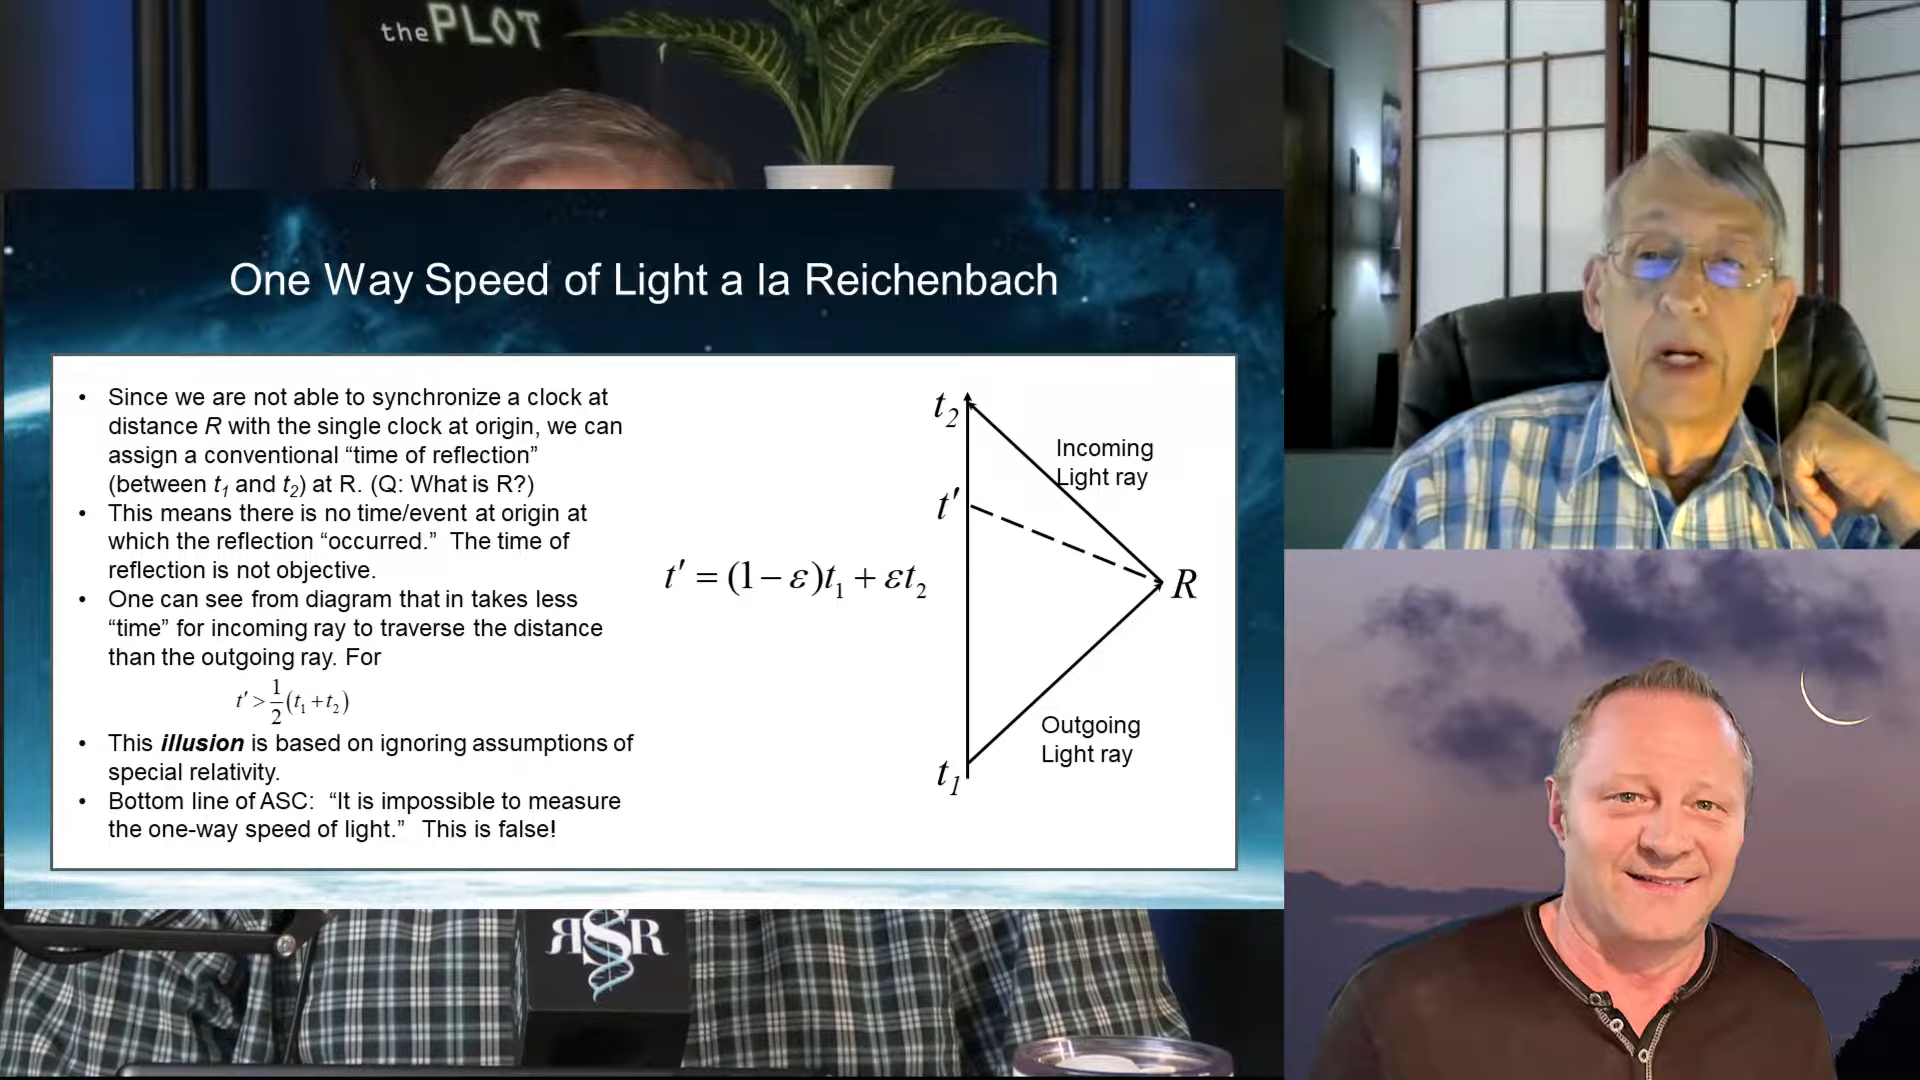 thePLOT
One Way Speed of Light a la Reichenbach
• Since we are not able to synchronize a clock at
distance R with the single clock at origin, we can
assign a conventional “time of reflection”
(between t₁ and t₂) at R. (Q: What is R?)
• This means there is no time/event at origin at
which the reflection “occurred.”  The time of
reflection is not objective.
• One can see from diagram that in takes less
“time” for incoming ray to traverse the distance
than the outgoing ray. For
t′ > 1/2 (t₁ + t₂)
• This illusion is based on ignoring assumptions of
special relativity.
• Bottom line of ASC:  “It is impossible to measure
the one-way speed of light.”  This is false!
t′ = (1 − ε)t₁ + εt₂
t₂
Incoming
Light ray
t′
R
Outgoing
Light ray
t₁
RSR